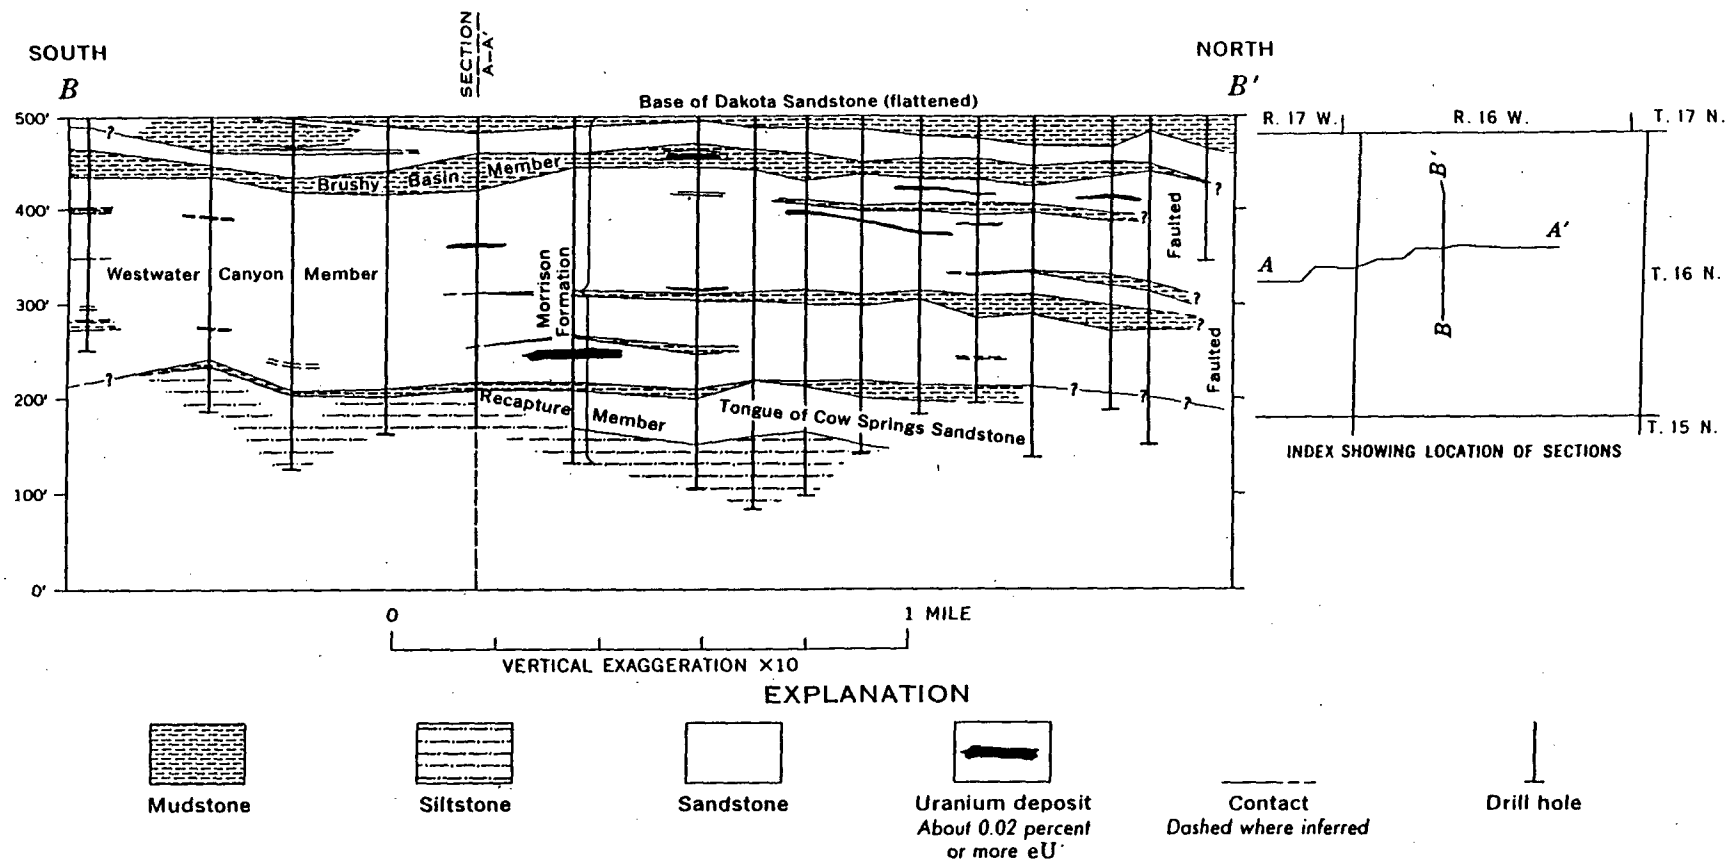 SOUTH
B
SECTION
A—A'
NORTH
B'
Base of Dakota Sandstone (flattened)
500'
400'
300'
200'
100'
0'
?
Brushy Basin Member
Westwater Canyon Member
Morrison
Formation
?
?
?
?
Faulted
Faulted
?
Recapture Member
Tongue of Cow Springs Sandstone
?
?
?
R. 17 W.
R. 16 W.
T. 17 N.
B'
A
A'
T. 16 N.
B
T. 15 N.
INDEX SHOWING LOCATION OF SECTIONS
0
1 MILE
VERTICAL EXAGGERATION ×10
EXPLANATION
Mudstone
Siltstone
Sandstone
Uranium deposit
About 0.02 percent
or more eU
Contact
Dashed where inferred
Drill hole